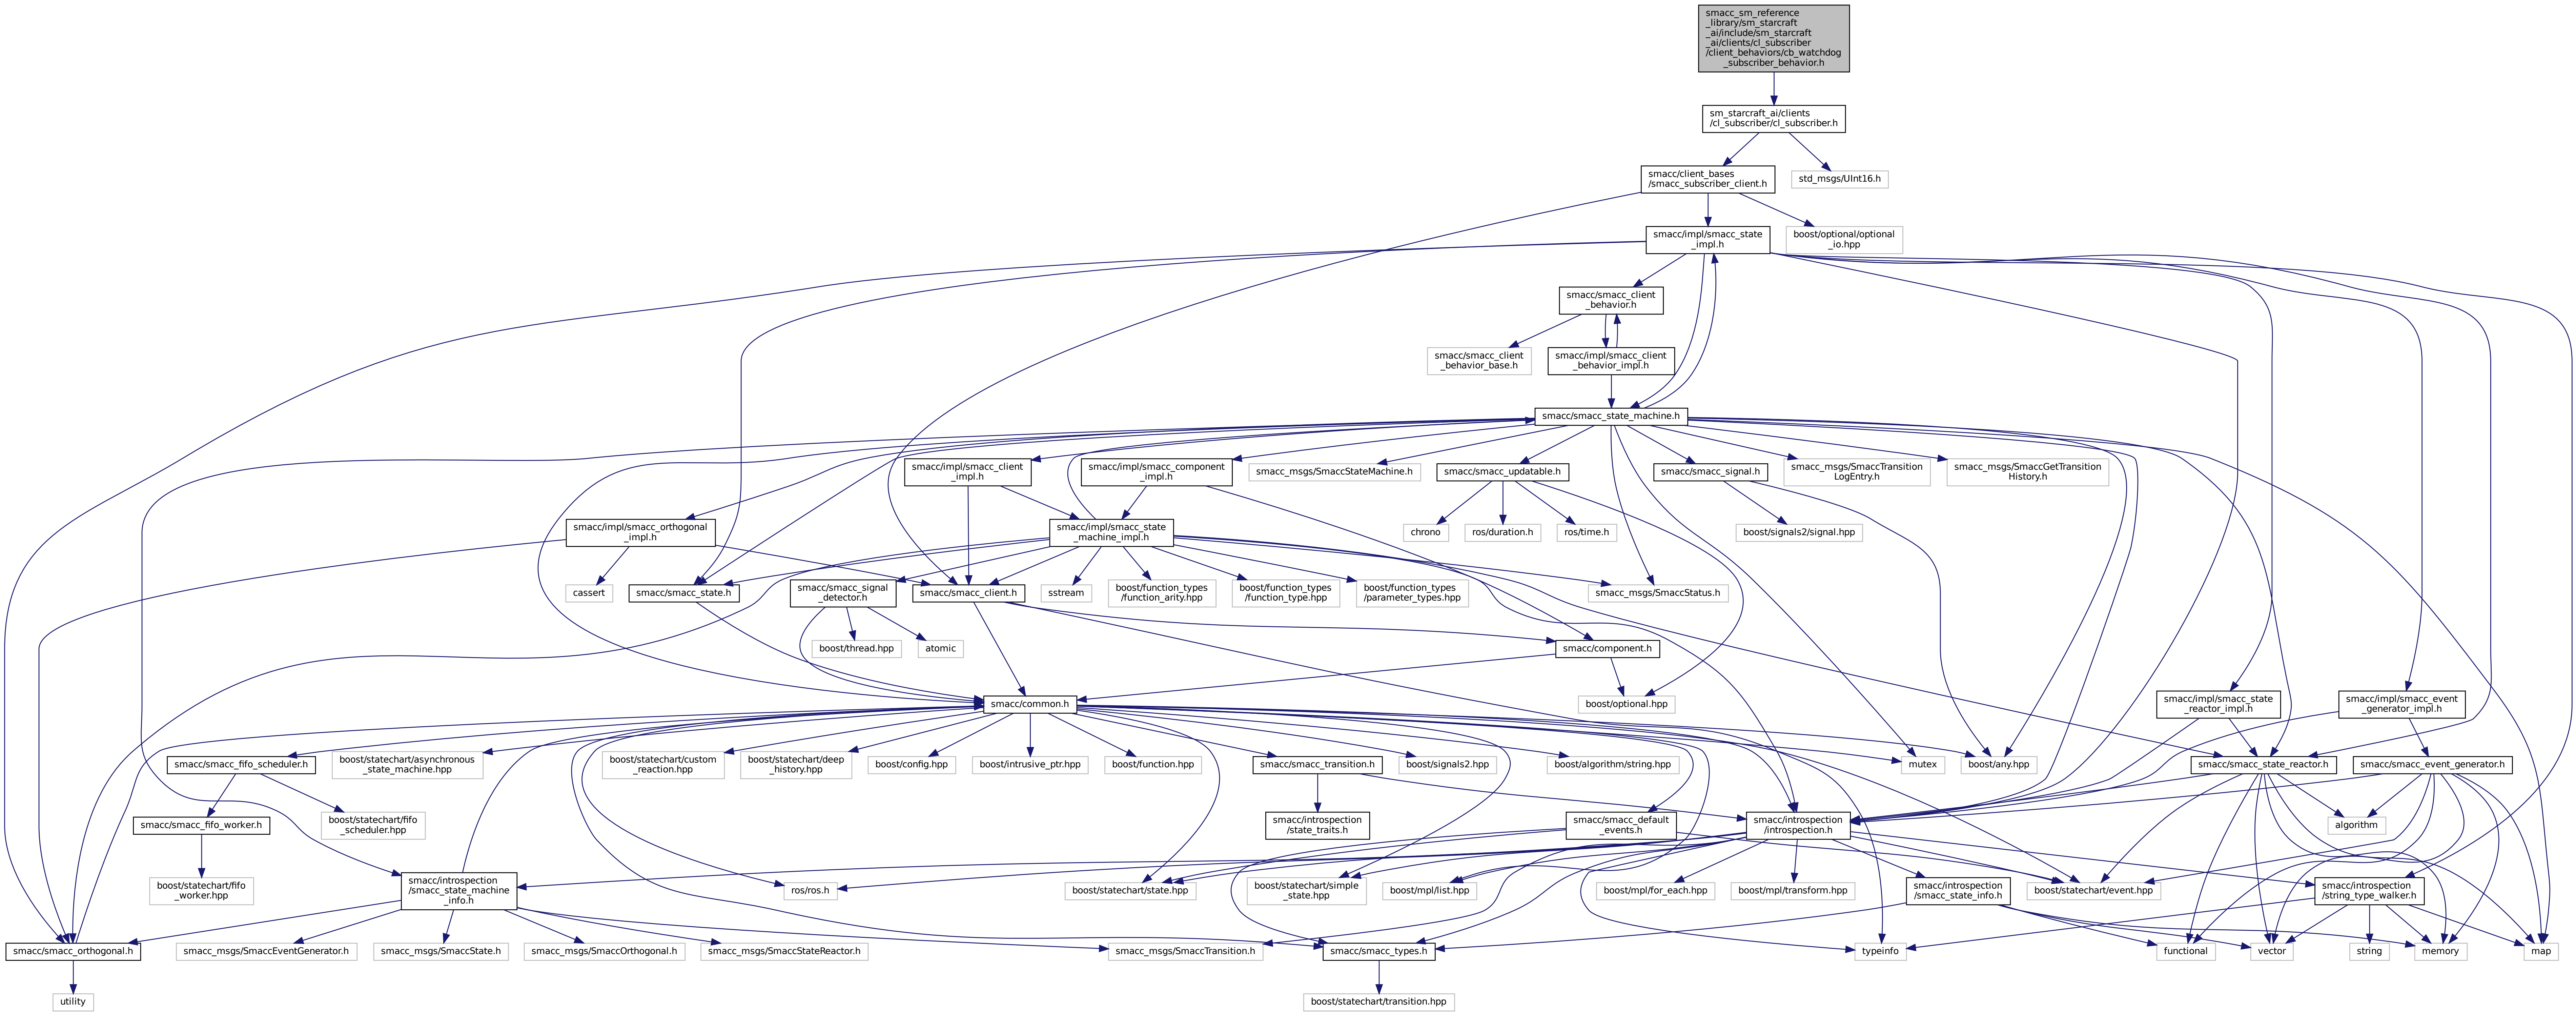 smacc_sm_reference
_library/sm_starcraft
_ai/include/sm_starcraft
_ai/clients/cl_subscriber
/client_behaviors/cb_watchdog
_subscriber_behavior.h
sm_starcraft_ai/clients
/cl_subscriber/cl_subscriber.h
smacc/client_bases
/smacc_subscriber_client.h
std_msgs/UInt16.h
smacc/impl/smacc_state
_impl.h
boost/optional/optional
_io.hpp
smacc/smacc_client
_behavior.h
smacc/smacc_client
_behavior_base.h
smacc/impl/smacc_client
_behavior_impl.h
smacc/smacc_state_machine.h
smacc/impl/smacc_client
_impl.h
smacc/impl/smacc_component
_impl.h
smacc_msgs/SmaccStateMachine.h
smacc/smacc_updatable.h
smacc/smacc_signal.h
smacc_msgs/SmaccTransition
LogEntry.h
smacc_msgs/SmaccGetTransition
History.h
smacc/impl/smacc_orthogonal
_impl.h
smacc/impl/smacc_state
_machine_impl.h
chrono
ros/duration.h
ros/time.h
boost/signals2/signal.hpp
cassert
smacc/smacc_state.h
smacc/smacc_signal
_detector.h
smacc/smacc_client.h
sstream
boost/function_types
/function_arity.hpp
boost/function_types
/function_type.hpp
boost/function_types
/parameter_types.hpp
smacc_msgs/SmaccStatus.h
boost/thread.hpp
atomic
smacc/component.h
smacc/common.h
boost/optional.hpp
smacc/impl/smacc_state
_reactor_impl.h
smacc/impl/smacc_event
_generator_impl.h
smacc/smacc_fifo_scheduler.h
boost/statechart/asynchronous
_state_machine.hpp
boost/statechart/custom
_reaction.hpp
boost/statechart/deep
_history.hpp
boost/config.hpp
boost/intrusive_ptr.hpp
boost/function.hpp
smacc/smacc_transition.h
boost/signals2.hpp
boost/algorithm/string.hpp
mutex
boost/any.hpp
smacc/smacc_state_reactor.h
smacc/smacc_event_generator.h
smacc/smacc_fifo_worker.h
boost/statechart/fifo
_scheduler.hpp
smacc/introspection
/state_traits.h
smacc/smacc_default
_events.h
smacc/introspection
/introspection.h
algorithm
boost/statechart/fifo
_worker.hpp
smacc/introspection
/smacc_state_machine
_info.h
ros/ros.h
boost/statechart/state.hpp
boost/statechart/simple
_state.hpp
boost/mpl/list.hpp
boost/mpl/for_each.hpp
boost/mpl/transform.hpp
smacc/introspection
/smacc_state_info.h
boost/statechart/event.hpp
smacc/introspection
/string_type_walker.h
smacc/smacc_orthogonal.h
smacc_msgs/SmaccEventGenerator.h
smacc_msgs/SmaccState.h
smacc_msgs/SmaccOrthogonal.h
smacc_msgs/SmaccStateReactor.h
smacc_msgs/SmaccTransition.h
smacc/smacc_types.h
typeinfo
functional
vector
string
memory
map
utility
boost/statechart/transition.hpp